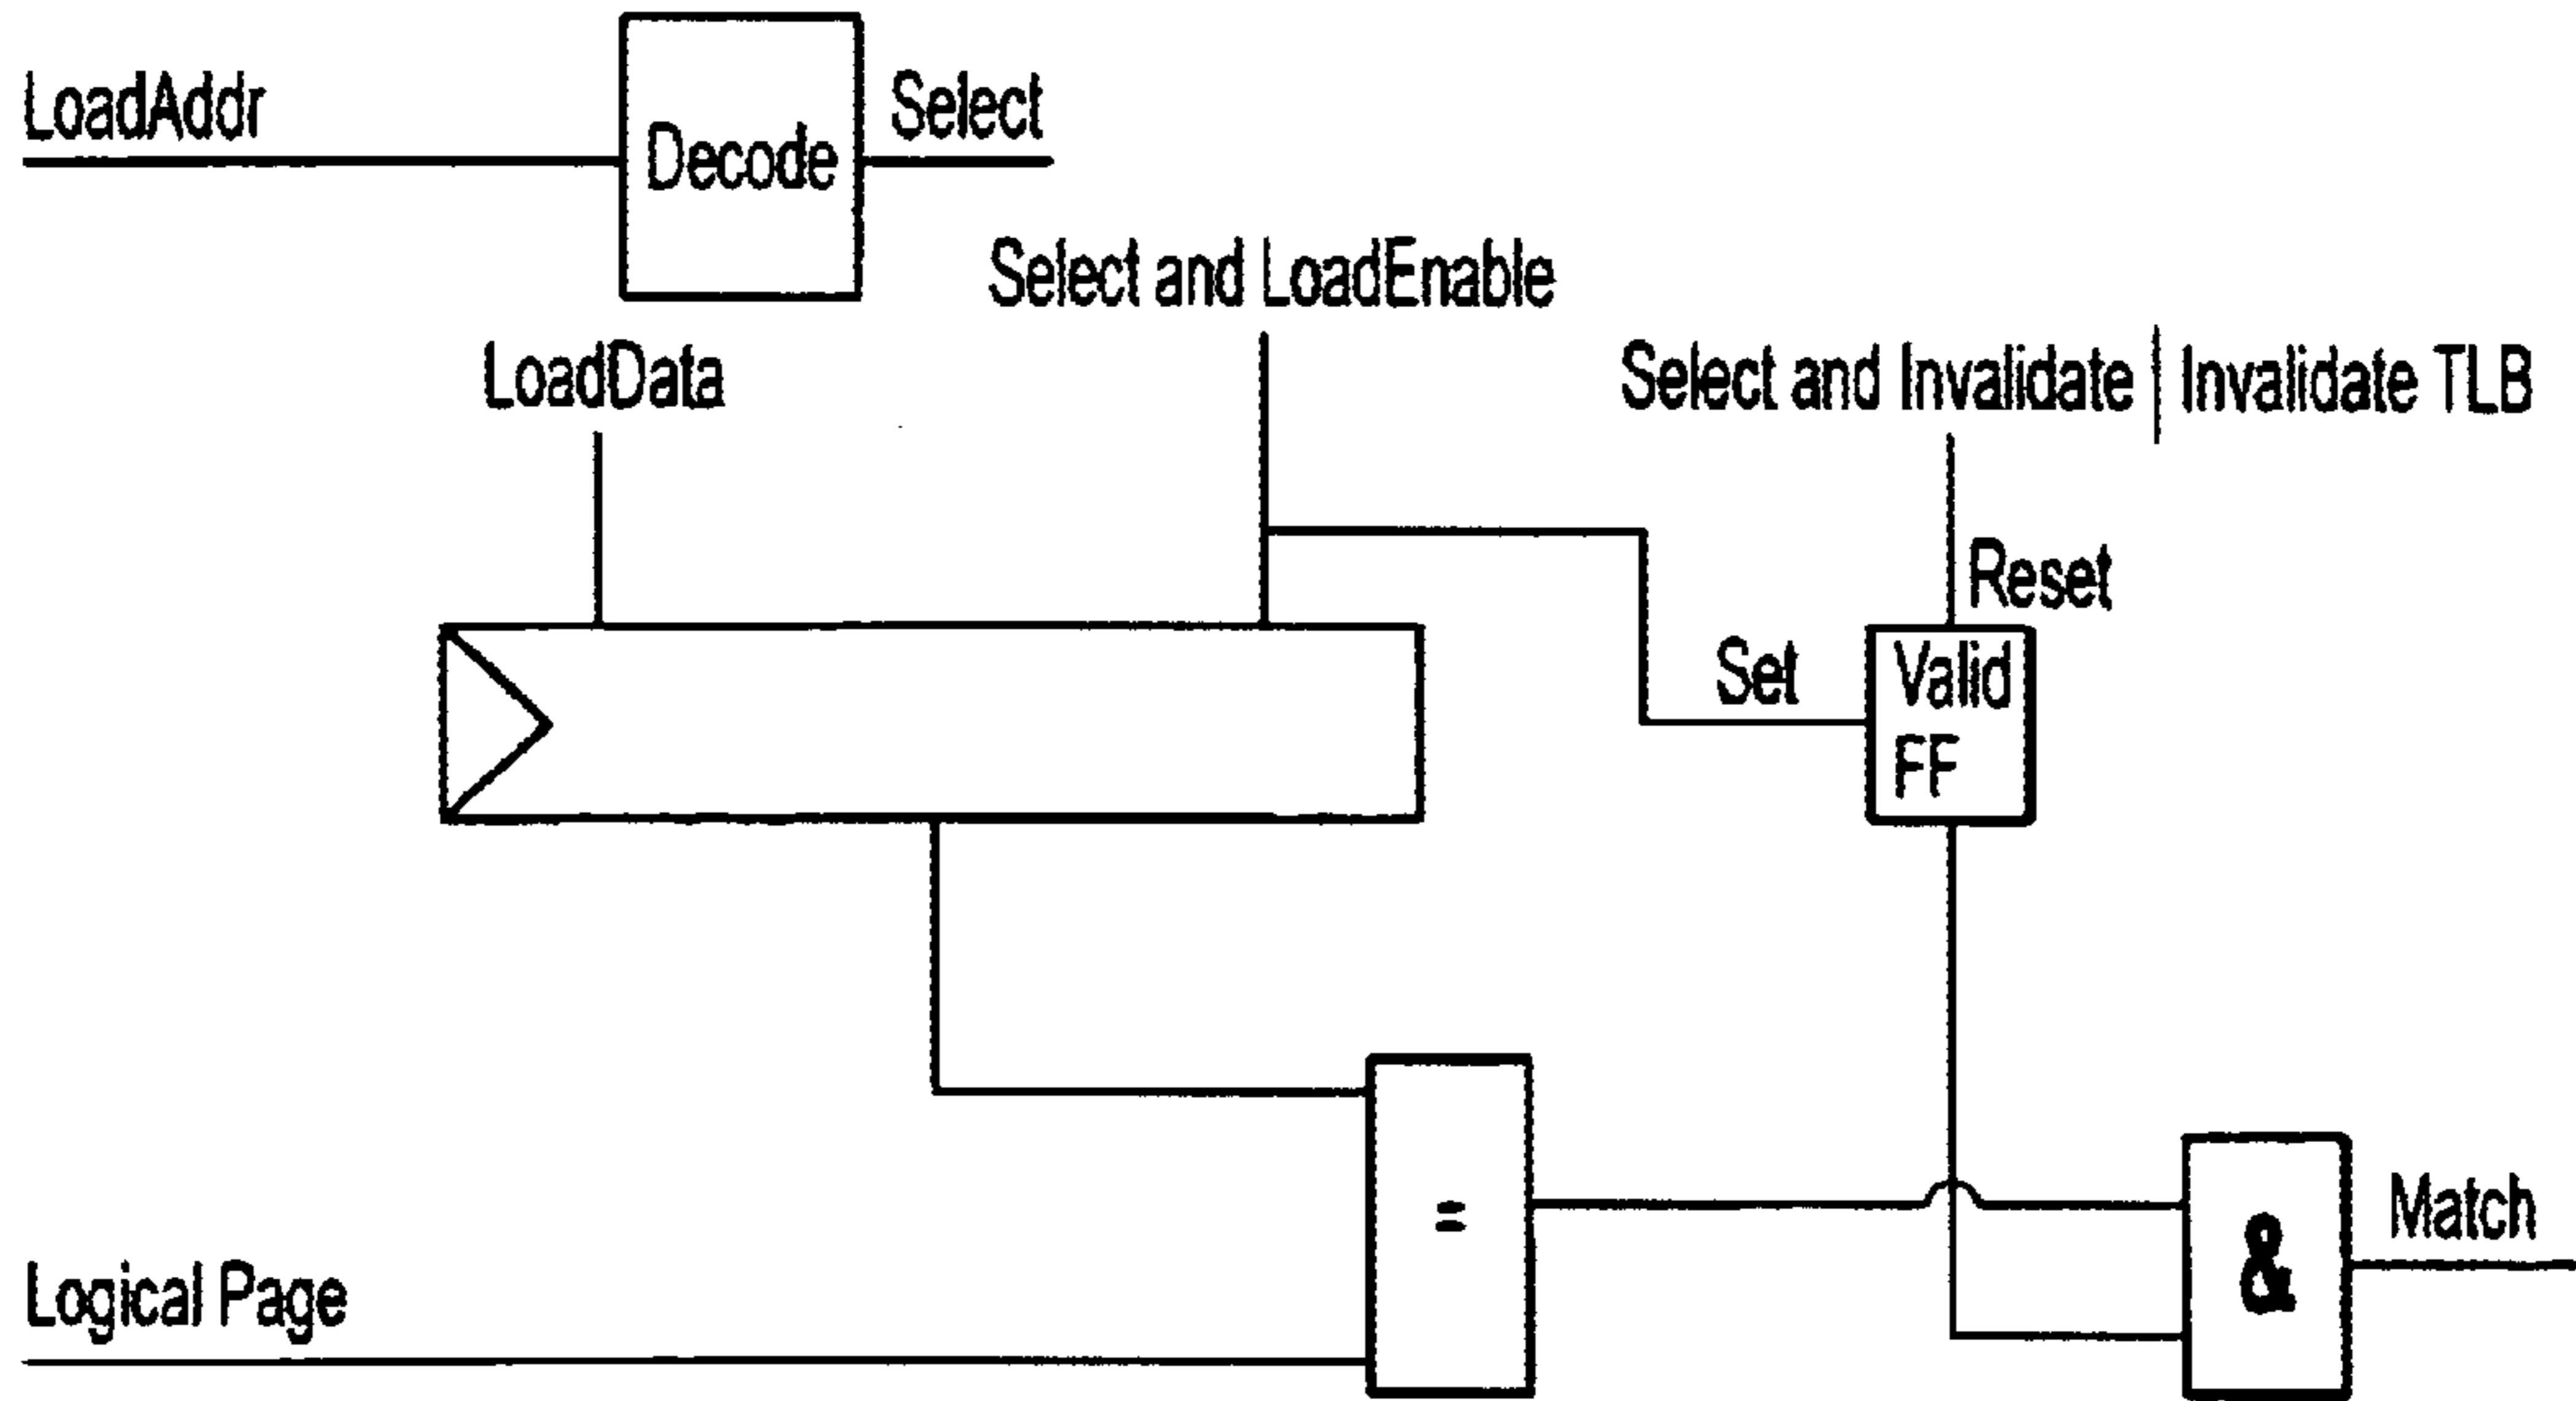 LoadAddr
Decode
Select
Select and LoadEnable
LoadData
Select and Invalidate | Invalidate TLB
Reset
Set
Valid
FF
=
&
Match
Logical Page